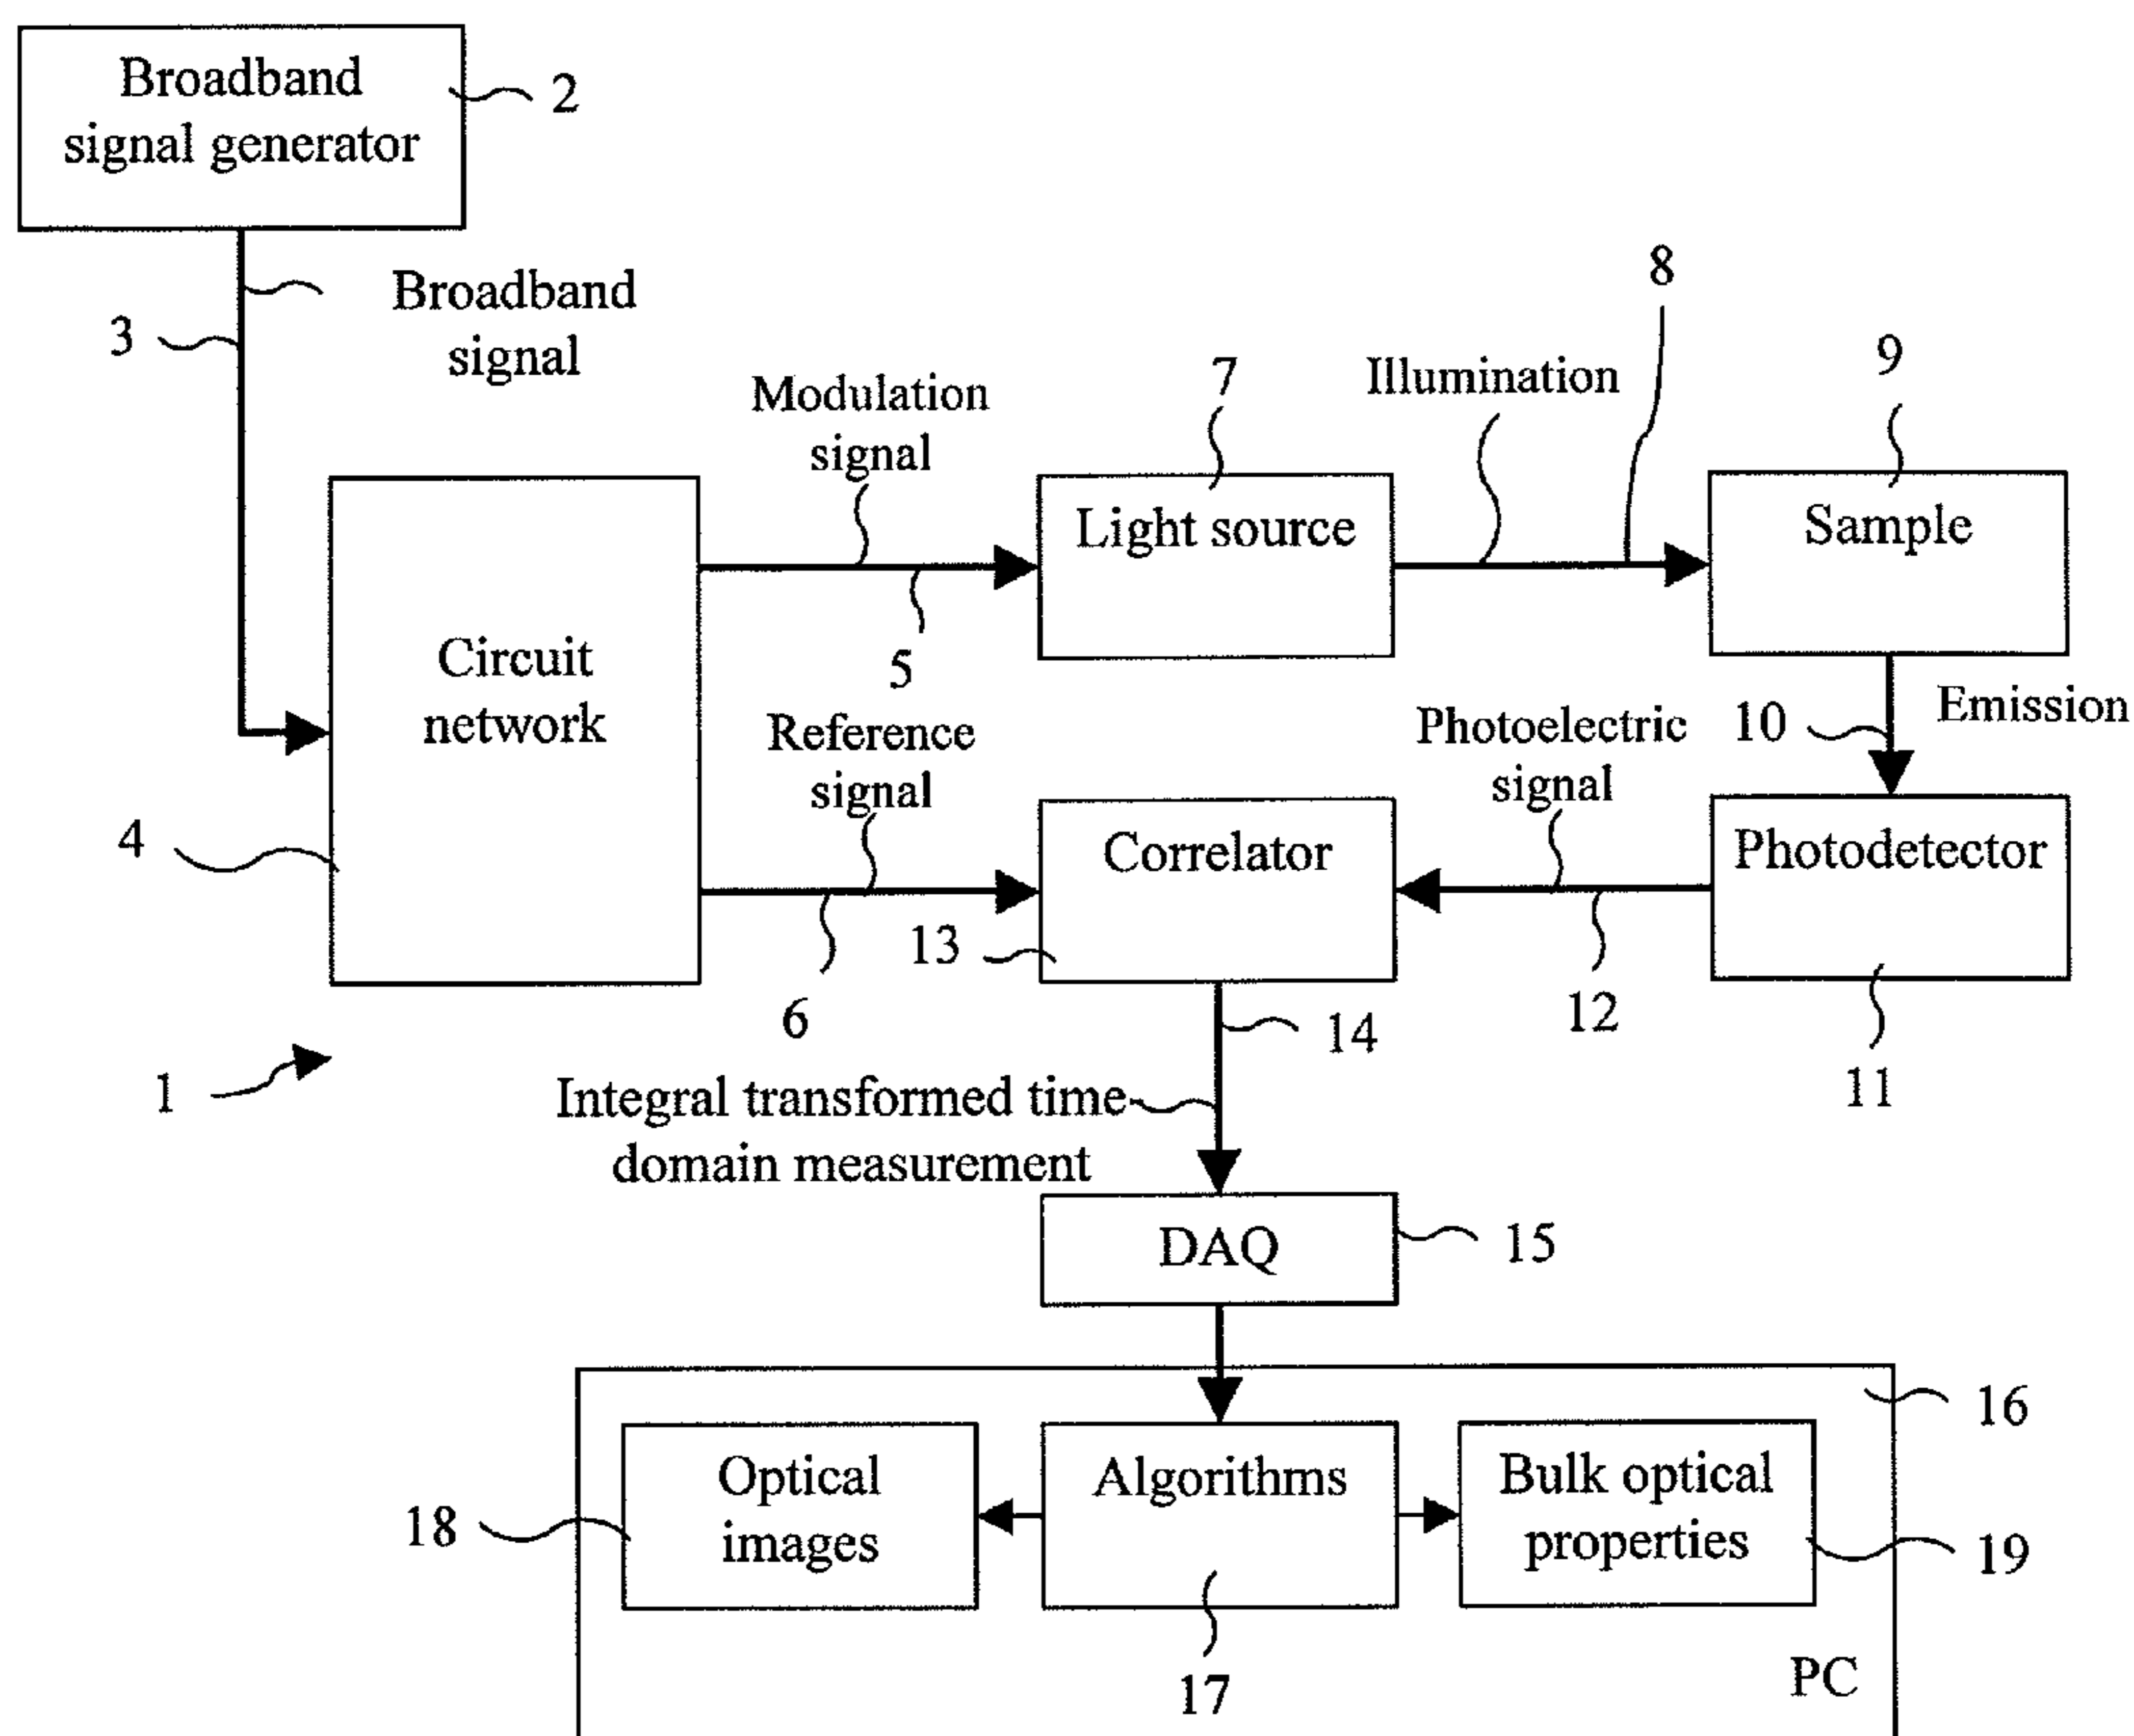 Broadband
signal generator
2
Broadband
signal
3
8
Modulation
signal
7
Illumination
9
Light source
Sample
Circuit
network
5
Reference
signal
Photoelectric
signal
10
Emission
4
Correlator
Photodetector
13
6
14
12
11
1
Integral transformed time
domain measurement
DAQ
15
16
Optical
images
Algorithms
Bulk optical
properties
18
19
17
PC